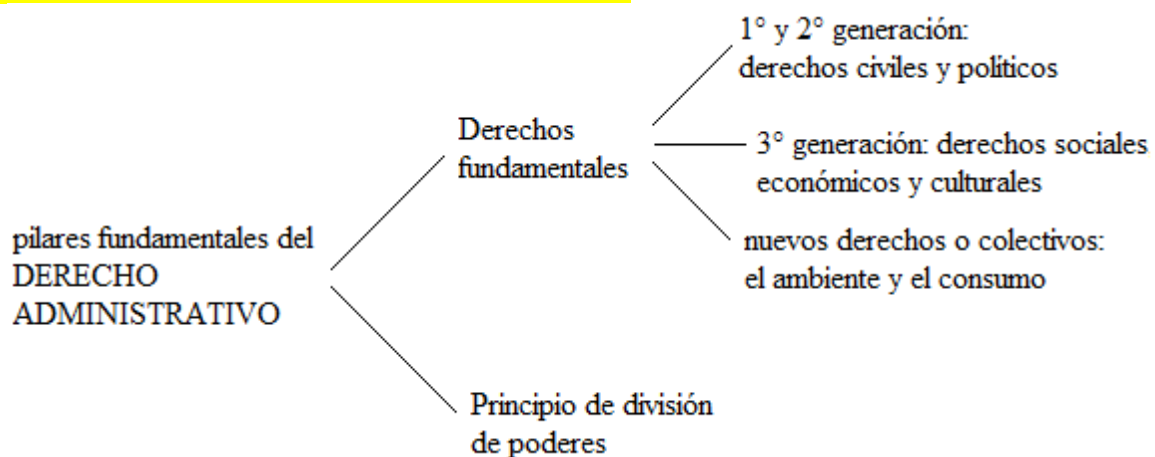 1° y 2° generación:
derechos civiles y políticos
Derechos
fundamentales
3° generación: derechos sociales
económicos y culturales
nuevos derechos o colectivos:
el ambiente y el consumo
pilares fundamentales del
DERECHO
ADMINISTRATIVO
Principio de división
de poderes